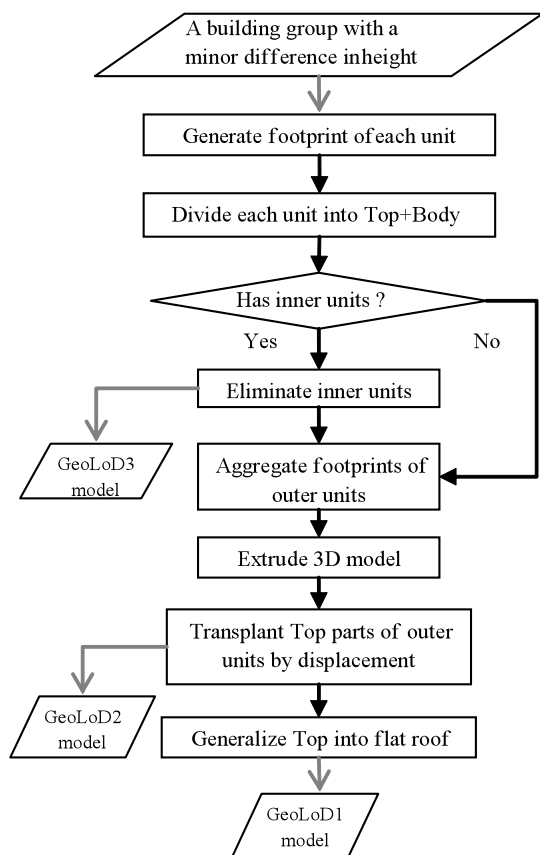 A building group with a
minor difference inheight
Generate footprint of each unit
Divide each unit into Top+Body
Has inner units ?
Yes
No
Eliminate inner units
GeoLoD3
model
Aggregate footprints of
outer units
Extrude 3D model
Transplant Top parts of outer
units by displacement
GeoLoD2
model
Generalize Top into flat roof
GeoLoD1
model